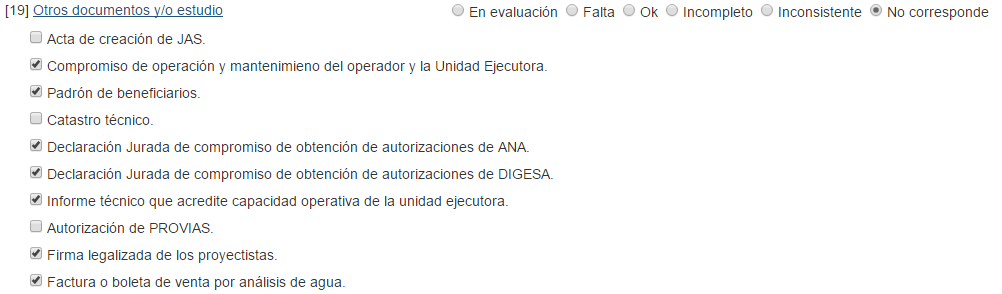 [19] Otros documentos y/o estudio En evaluación Falta Ok Incompleto Inconsistente No corresponde
Acta de creación de JAS.
Compromiso de operación y mantenimieno del operador y la Unidad Ejecutora.
Padrón de beneficiarios.
Catastro técnico.
Declaración Jurada de compromiso de obtención de autorizaciones de ANA.
Declaración Jurada de compromiso de obtención de autorizaciones de DIGESA.
Informe técnico que acredite capacidad operativa de la unidad ejecutora.
Autorización de PROVIAS.
Firma legalizada de los proyectistas.
Factura o boleta de venta por análisis de agua.